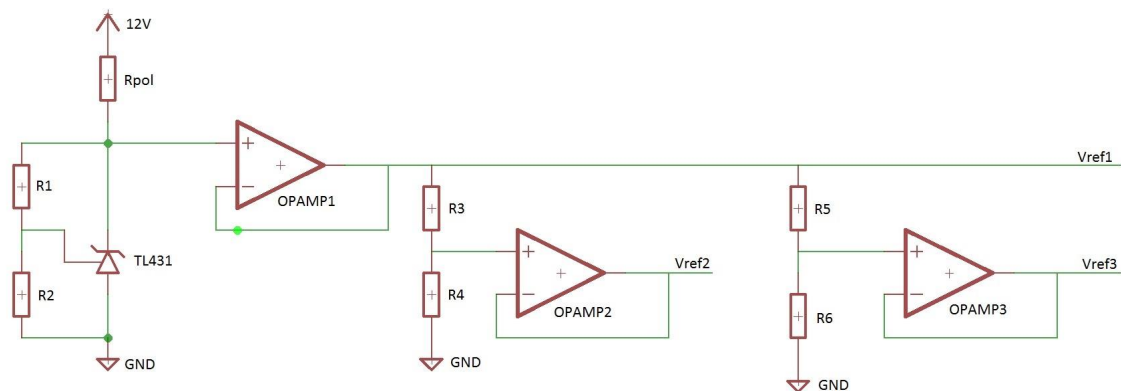 12V
Rpol
R1
R2
TL431
GND
OPAMP1
R3
R4
GND
OPAMP2
Vref2
Vref1
R5
R6
GND
OPAMP3
Vref3